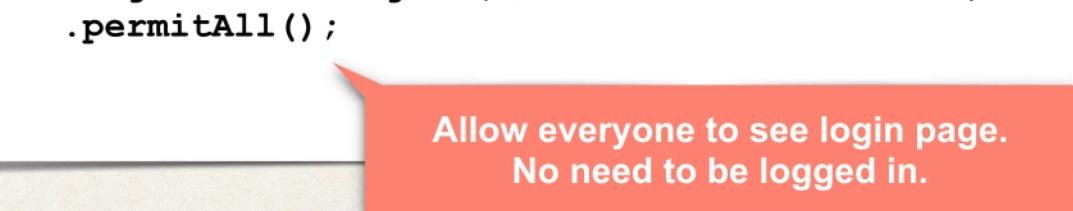 .permitAll();
Allow everyone to see login page.
No need to be logged in.